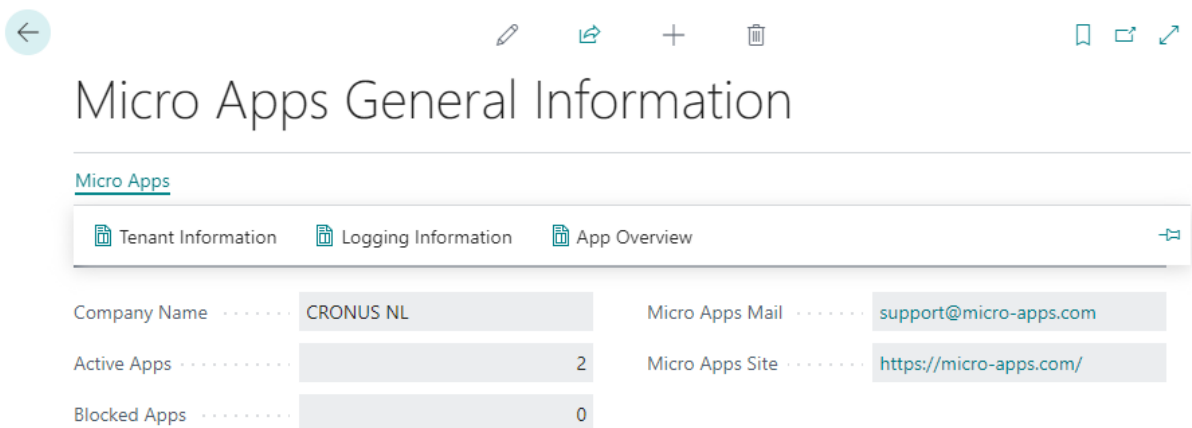 Micro Apps General Information
Micro Apps
Tenant Information Logging Information App Overview
Company Name CRONUS NL Micro Apps Mail support@micro-apps.com
Active Apps 2 Micro Apps Site https://micro-apps.com/
Blocked Apps 0